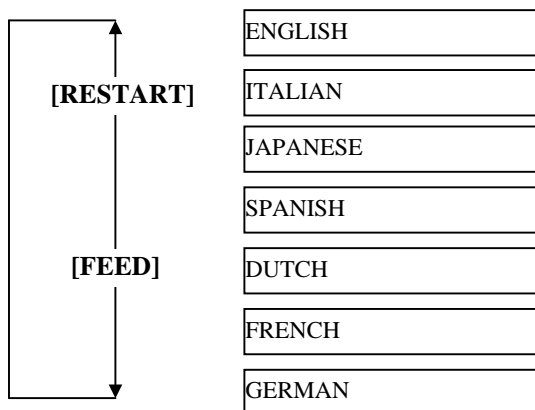 ENGLISH
[RESTART]
ITALIAN
JAPANESE
SPANISH
[FEED]
DUTCH
FRENCH
GERMAN